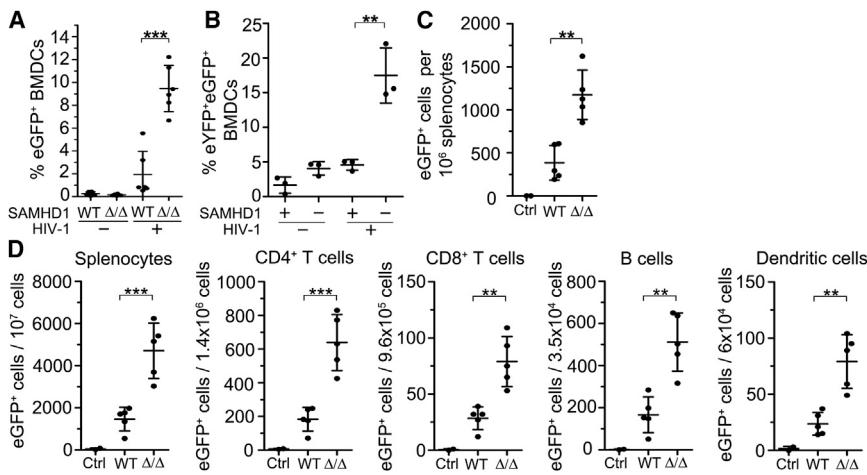 A
% eGFP⁺ BMDCs
14
12
10
8
6
4
2
0
***
SAMHD1 WT Δ/Δ WT Δ/Δ
HIV-1 − +
B
% eYFP⁺eGFP⁺
BMDCs
25
20
15
10
5
0
**
SAMHD1 + − + −
HIV-1 − +
C
eGFP⁺ cells per
10⁶ splenocytes
2000
1500
1000
500
0
**
Ctrl WT Δ/Δ
D
Splenocytes
eGFP⁺ cells / 10⁷ cells
8000
6000
4000
2000
0
***
Ctrl WT Δ/Δ
CD4⁺ T cells
eGFP⁺ cells / 1.4x10⁶ cells
1000
800
600
400
200
0
***
Ctrl WT Δ/Δ
CD8⁺ T cells
eGFP⁺ cells / 9.6x10⁵ cells
150
100
50
0
**
Ctrl WT Δ/Δ
B cells
eGFP⁺ cells / 3.5x10⁴ cells
800
600
400
200
0
**
Ctrl WT Δ/Δ
Dendritic cells
eGFP⁺ cells / 6x10⁴ cells
150
100
50
0
**
Ctrl WT Δ/Δ